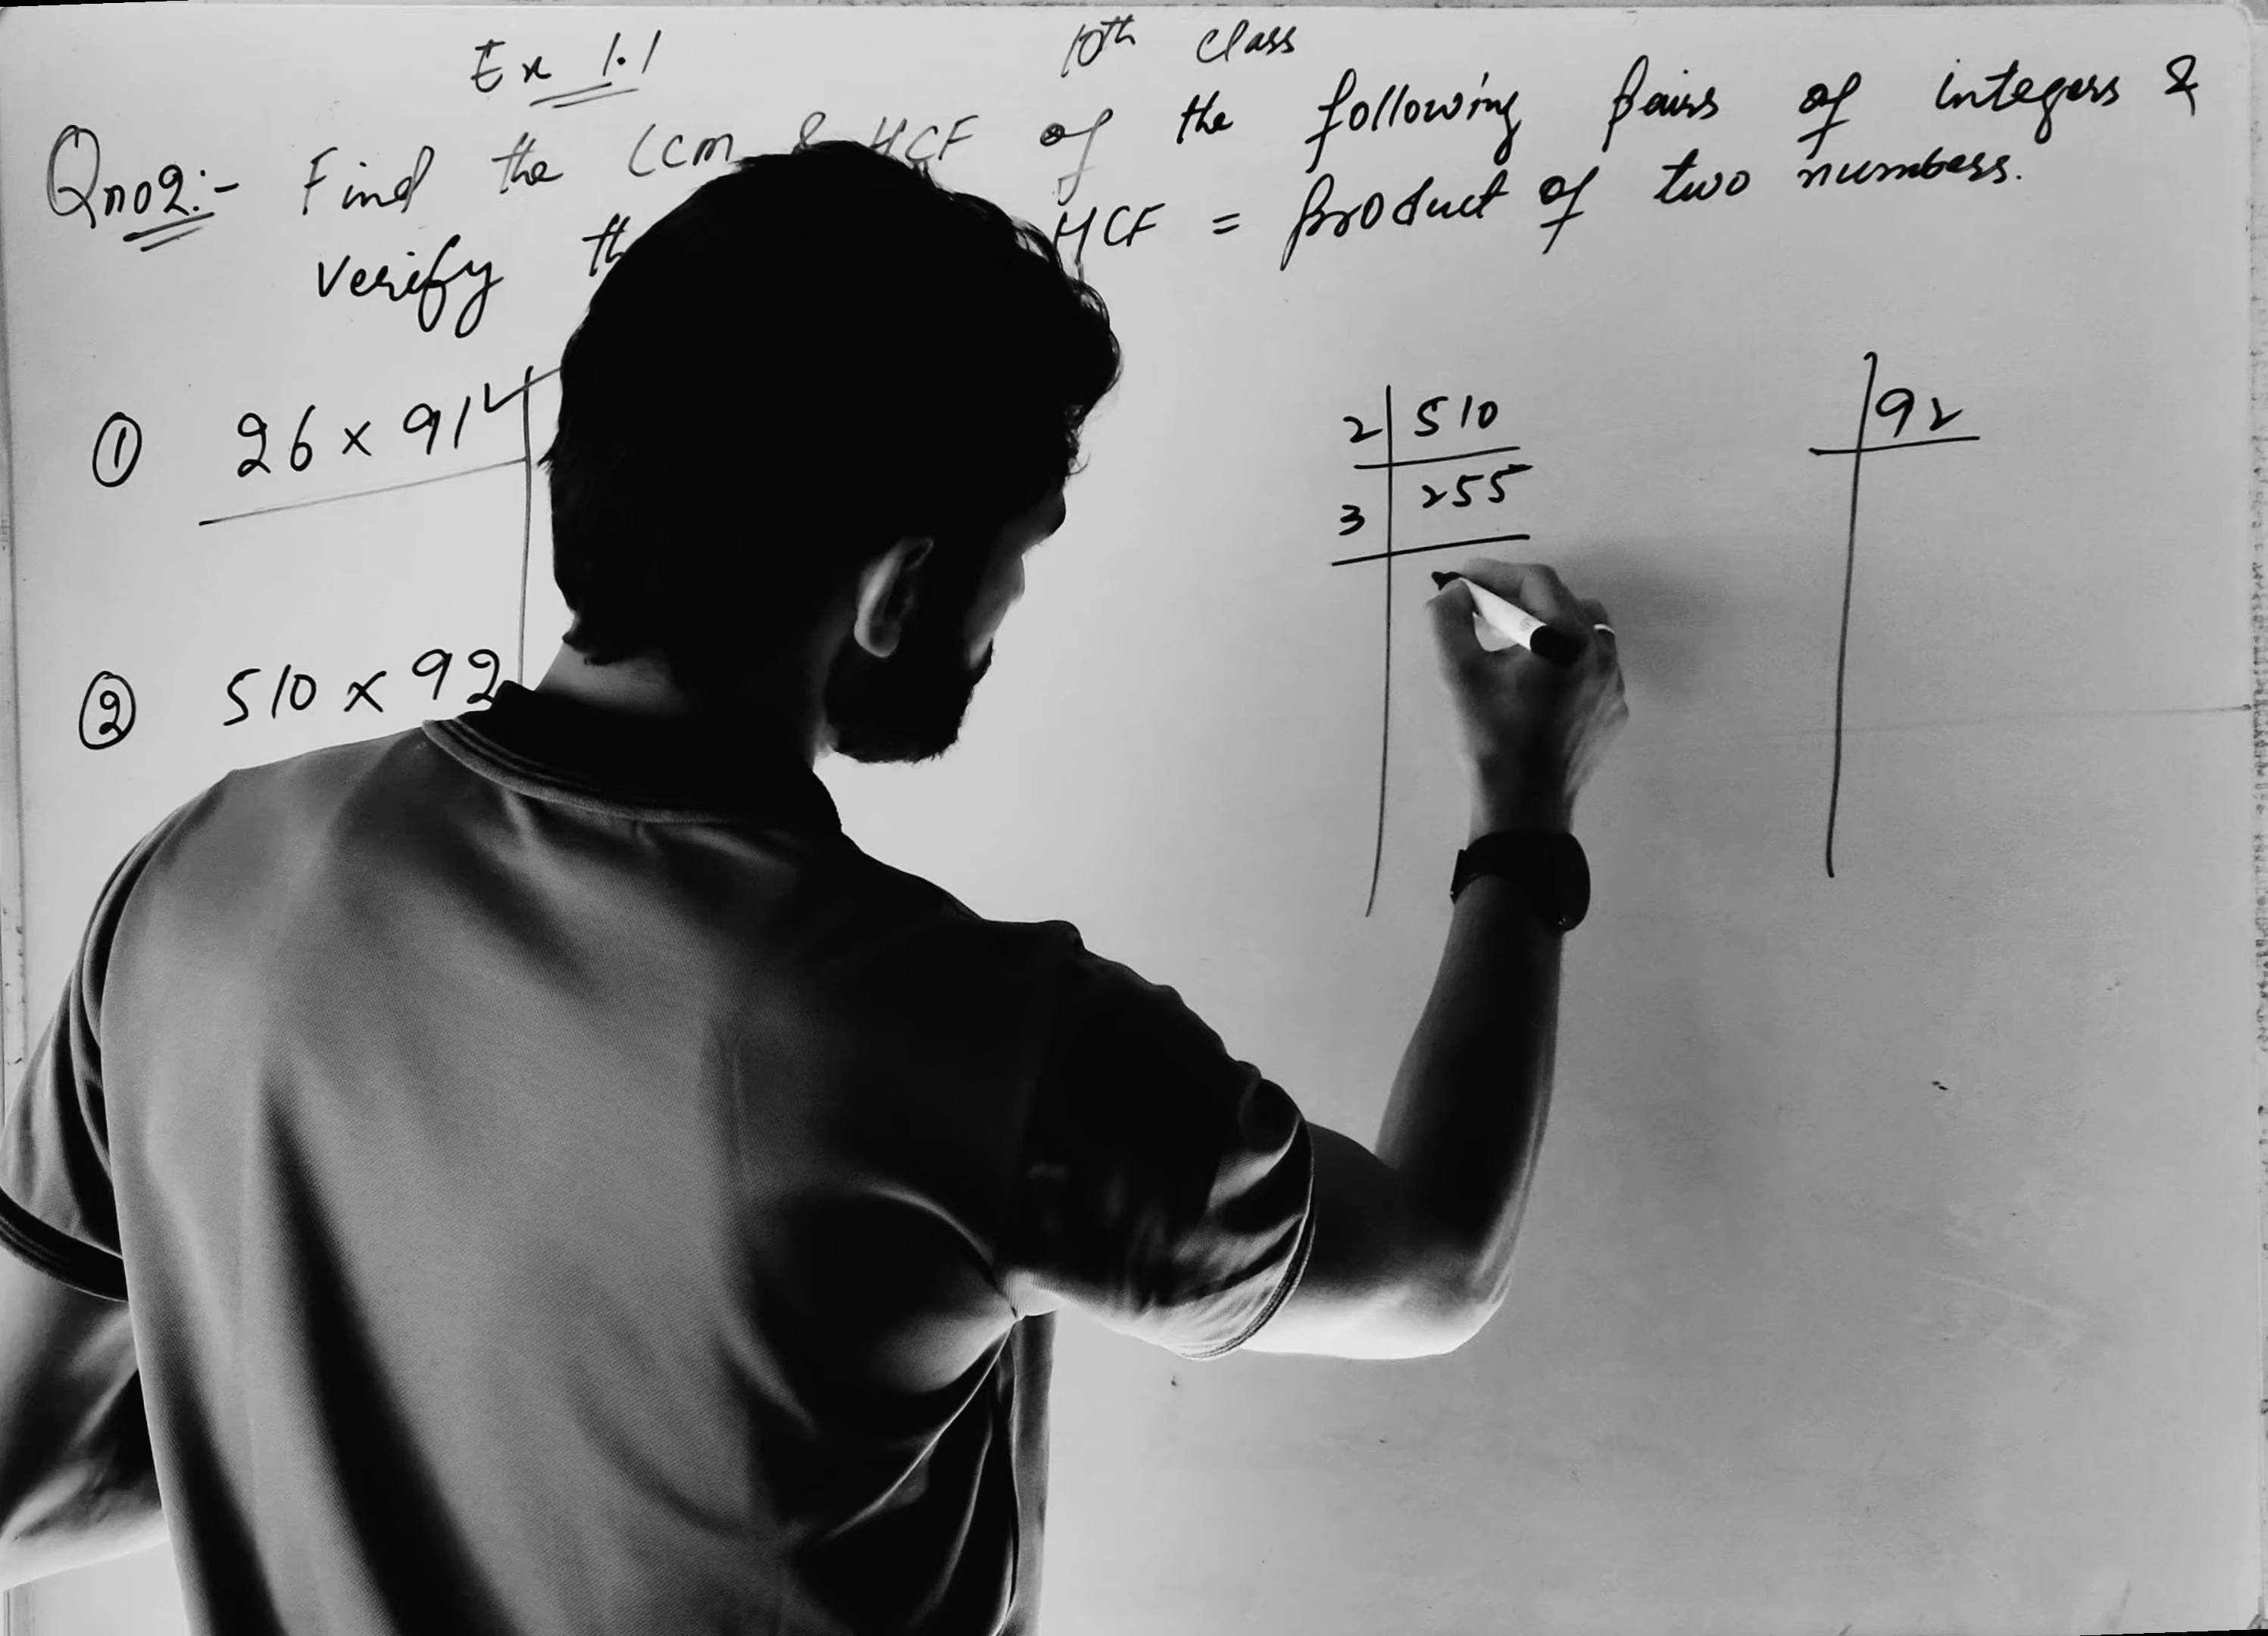 Ex 1.1 10th class
Qno2:- Find the LCM & HCF of the following pairs of integers &
verify HCF = product of two numbers.
① 26 x 91
② 510 x 92
2 510
3 255
92